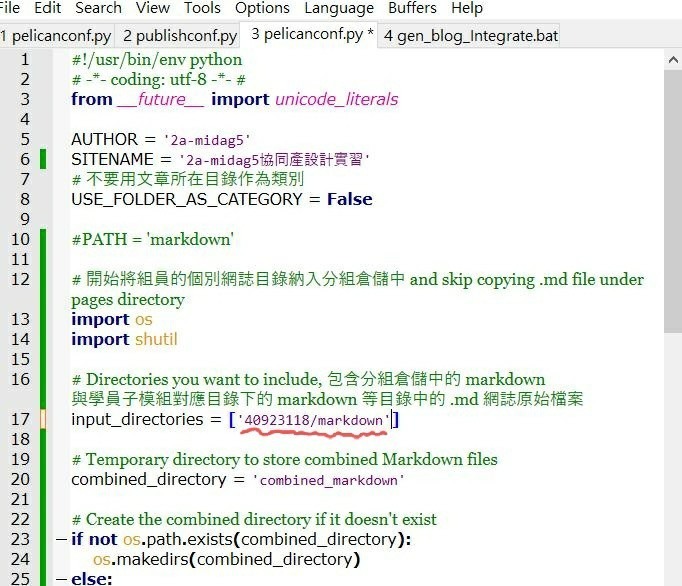 File Edit Search View Tools Options Language Buffers Help
1 pelicanconf.py 2 publishconf.py 3 pelicanconf.py * 4 gen_blog_Integrate.bat
1 #!/usr/bin/env python
2 # -*- coding: utf-8 -*- #
3 from __future__ import unicode_literals
4
5 AUTHOR = '2a-midag5'
6 SITENAME = '2a-midag5協同產設計實習'
7 # 不要用文章所在目錄作為類別
8 USE_FOLDER_AS_CATEGORY = False
9
10 #PATH = 'markdown'
11
12 # 開始將組員的個別網誌目錄納入分組倉儲中 and skip copying .md file under
pages directory
13 import os
14 import shutil
15
16 # Directories you want to include, 包含分組倉儲中的 markdown
與學員子模組對應目錄下的 markdown 等目錄中的 .md 網誌原始檔案
17 input_directories = ['40923118/markdown']
18
19 # Temporary directory to store combined Markdown files
20 combined_directory = 'combined_markdown'
21
22 # Create the combined directory if it doesn't exist
23 if not os.path.exists(combined_directory):
24 os.makedirs(combined_directory)
25 else: